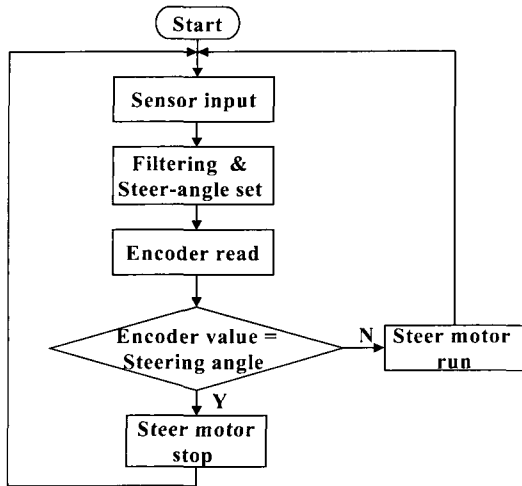 Start
Sensor input
Filtering &
Steer-angle set
Encoder read
Encoder value =
Steering angle
N
Steer motor
run
Y
Steer motor
stop